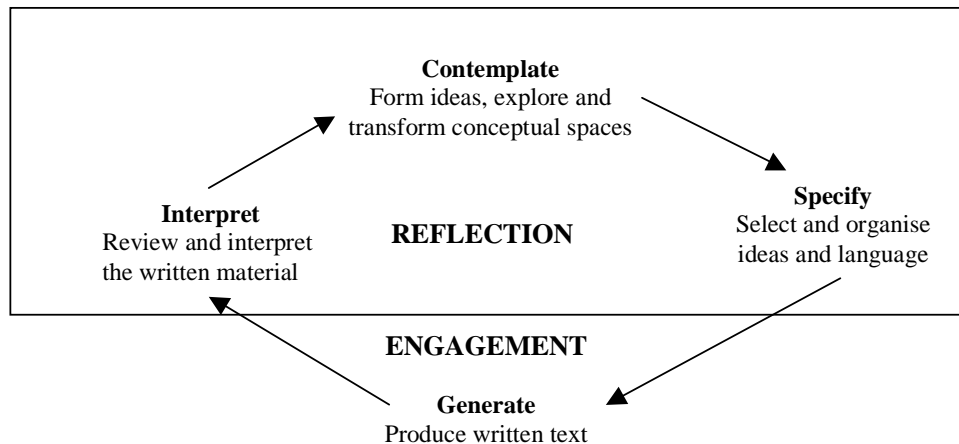 Contemplate
Form ideas, explore and
transform conceptual spaces
Interpret
Review and interpret
the written material
REFLECTION
Specify
Select and organise
ideas and language
ENGAGEMENT
Generate
Produce written text